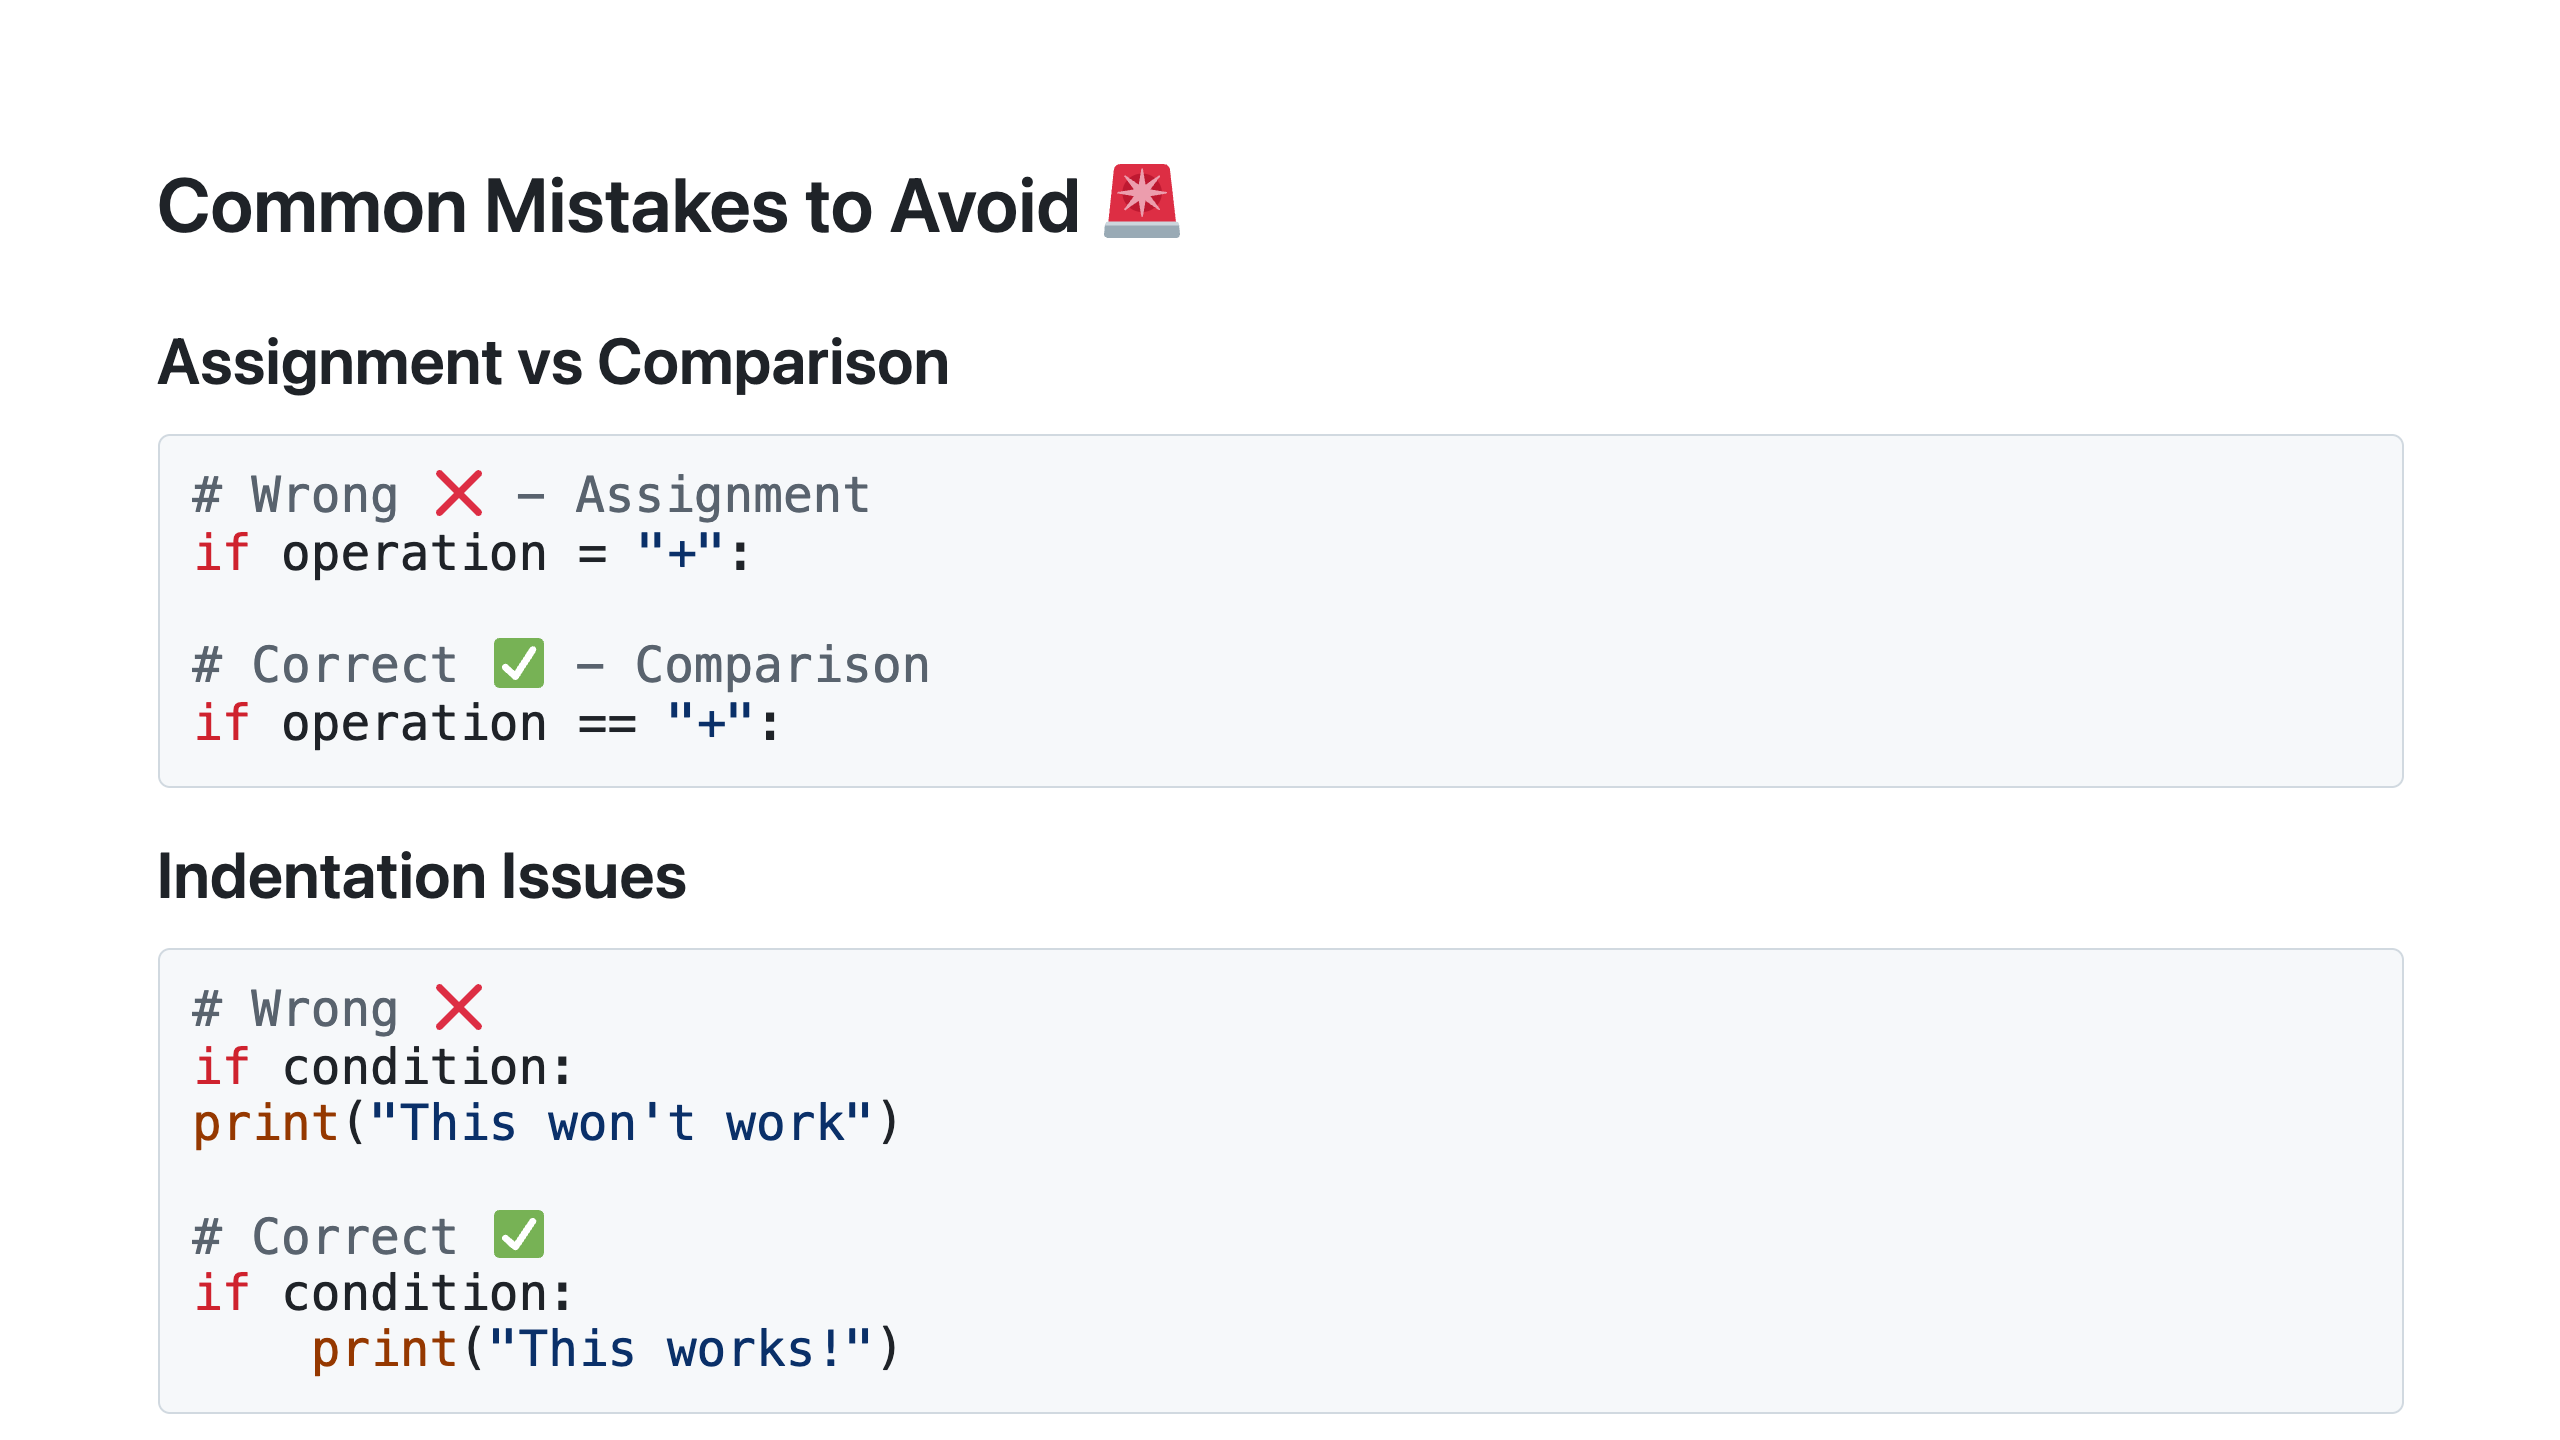 Common Mistakes to Avoid 🚨
Assignment vs Comparison
# Wrong ❌ - Assignment
if operation = "+":
# Correct ✅ - Comparison
if operation == "+":
Indentation Issues
# Wrong ❌
if condition:
print("This won't work")
# Correct ✅
if condition:
    print("This works!")